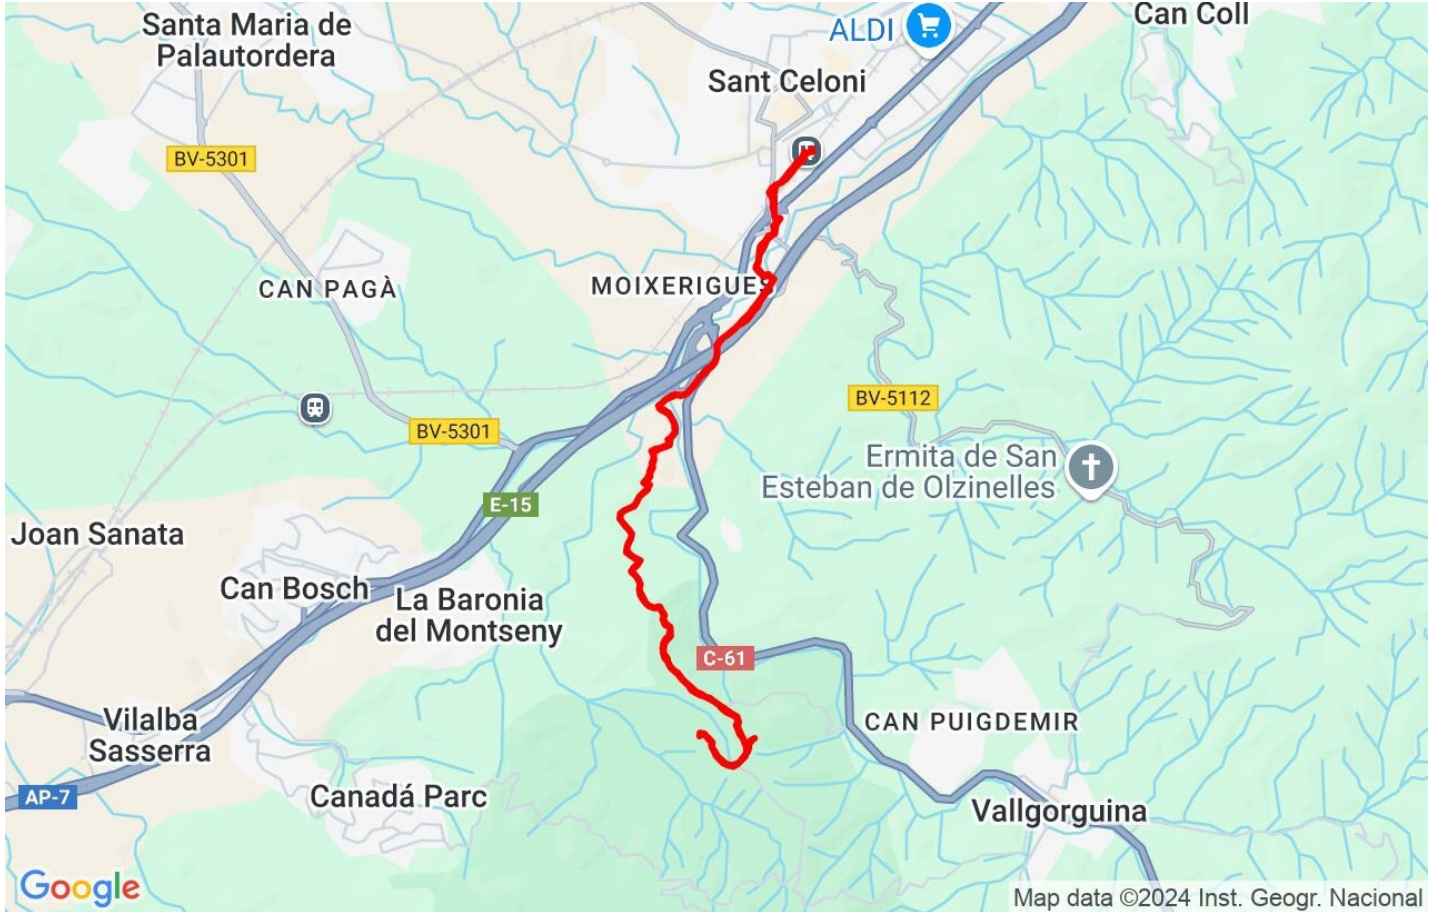 Santa Maria de
Palautordera
ALDI
Can Coll
Sant Celoni
BV-5301
CAN PAGÀ
MOIXERIGUES
BV-5112
BV-5301
Ermita de San
Esteban de Olzinelles
E-15
Joan Sanata
Can Bosch
La Baronia
del Montseny
C-61
Vilalba
Sasserra
CAN PUIGDEMIR
AP-7
Canadá Parc
Vallgorguina
Google
Map data ©2024 Inst. Geogr. Nacional